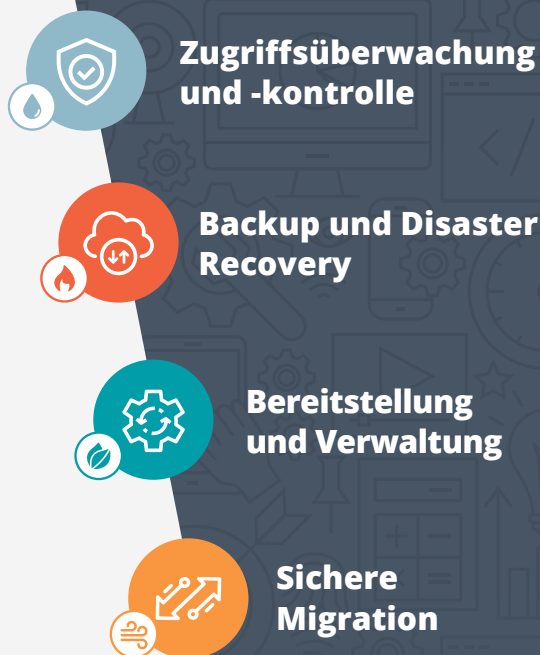 Zugriffsüberwachung
und -kontrolle
Backup und Disaster
Recovery
Bereitstellung
und Verwaltung
Sichere
Migration